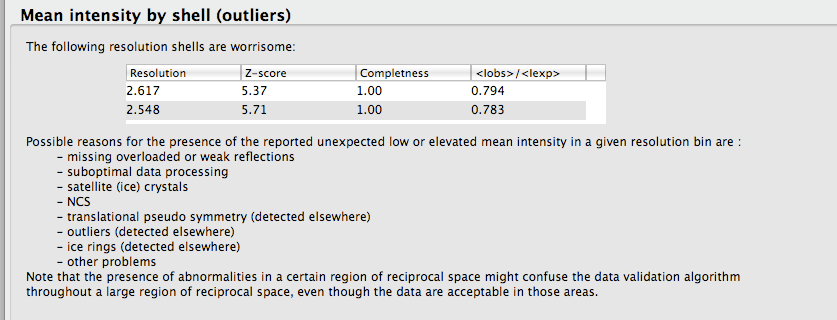 Mean intensity by shell (outliers)
The following resolution shells are worrisome:
Resolution Z-score Completness <Iobs>/<Iexp>
2.617 5.37 1.00 0.794
2.548 5.71 1.00 0.783
Possible reasons for the presence of the reported unexpected low or elevated mean intensity in a given resolution bin are :
- missing overloaded or weak reflections
- suboptimal data processing
- satellite (ice) crystals
- NCS
- translational pseudo symmetry (detected elsewhere)
- outliers (detected elsewhere)
- ice rings (detected elsewhere)
- other problems
Note that the presence of abnormalities in a certain region of reciprocal space might confuse the data validation algorithm
throughout a large region of reciprocal space, even though the data are acceptable in those areas.